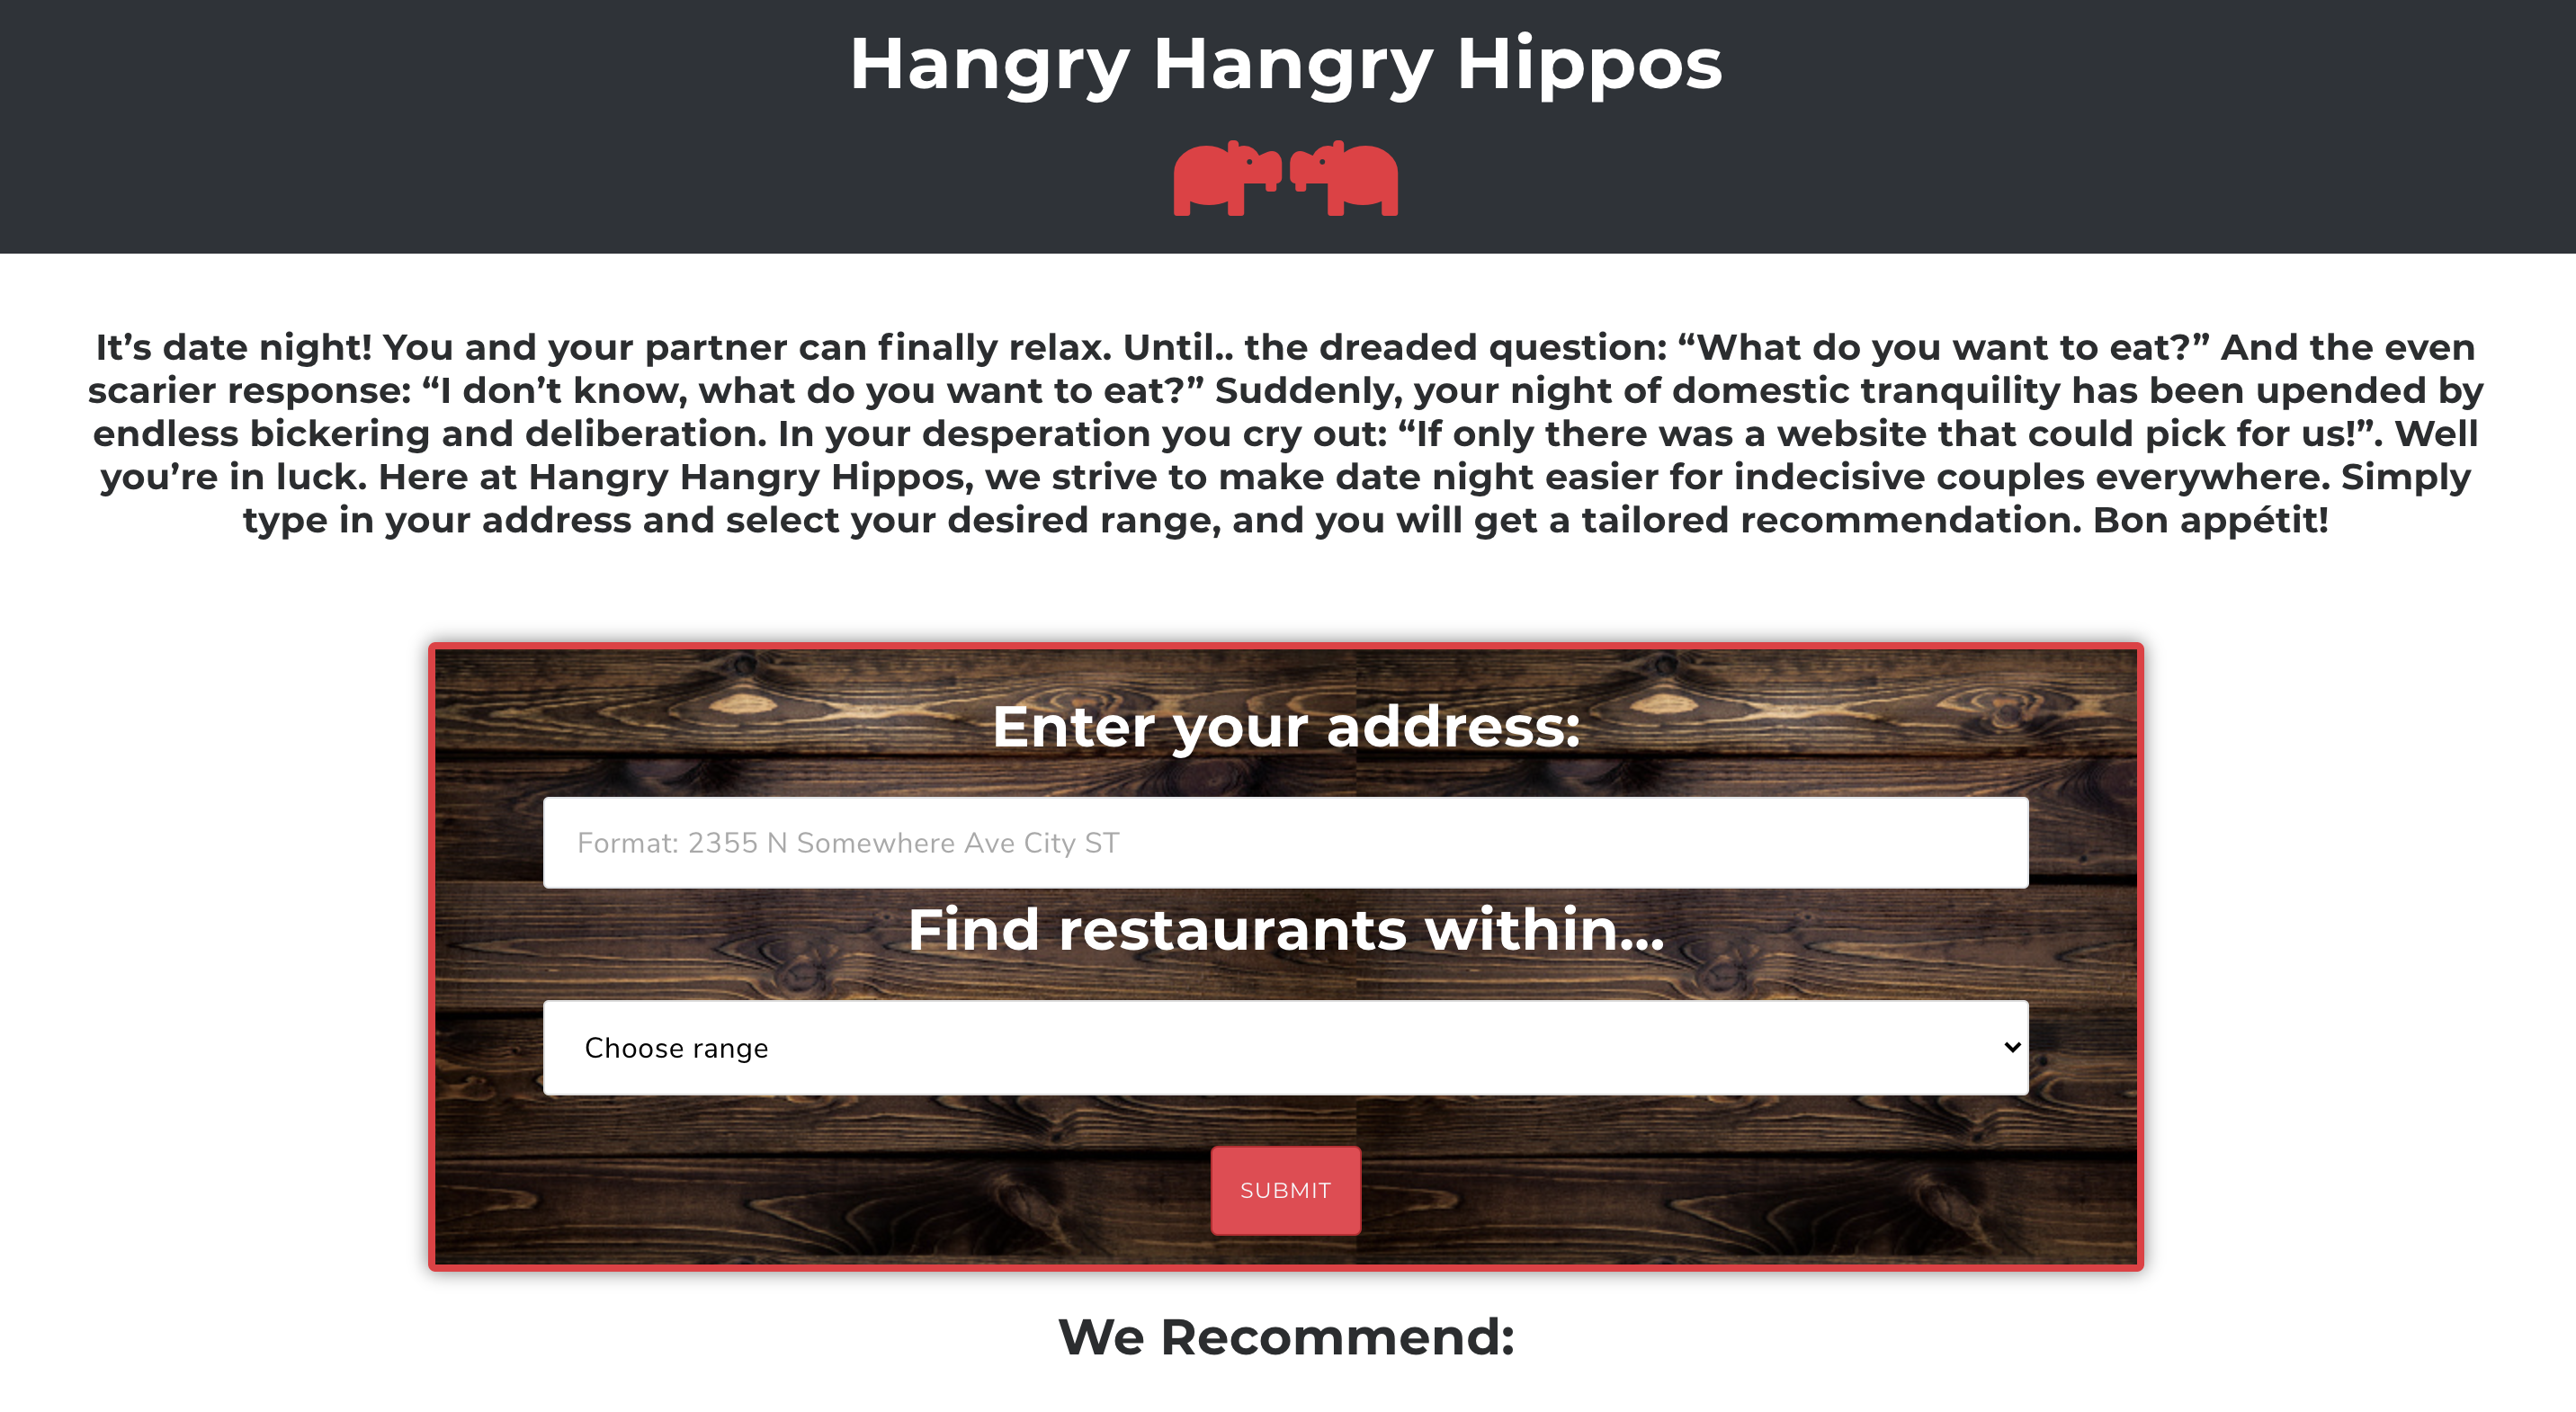 Hangry Hangry Hippos
It’s date night! You and your partner can finally relax. Until.. the dreaded question: “What do you want to eat?” And the even
scarier response: “I don’t know, what do you want to eat?” Suddenly, your night of domestic tranquility has been upended by
endless bickering and deliberation. In your desperation you cry out: “If only there was a website that could pick for us!”. Well
you’re in luck. Here at Hangry Hangry Hippos, we strive to make date night easier for indecisive couples everywhere. Simply
type in your address and select your desired range, and you will get a tailored recommendation. Bon appétit!
Enter your address:
Format: 2355 N Somewhere Ave City ST
Find restaurants within...
Choose range
SUBMIT
We Recommend: